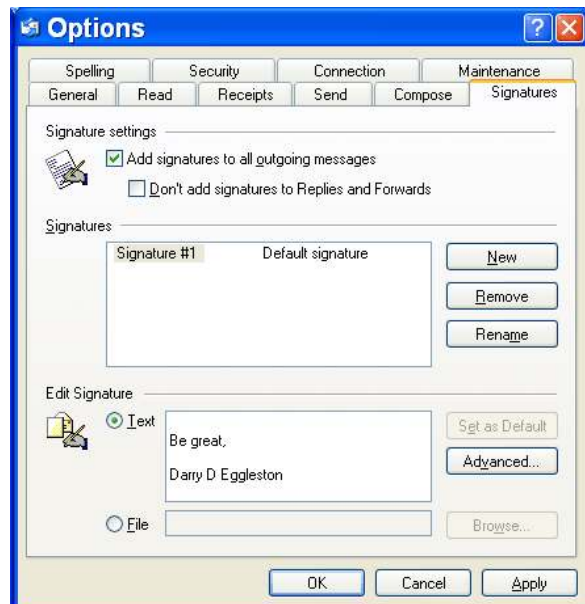 Options
Spelling Security Connection Maintenance
General Read Receipts Send Compose Signatures
Signature settings
Add signatures to all outgoing messages
Don't add signatures to Replies and Forwards
Signatures
Signature #1 Default signature
New
Remove
Rename
Edit Signature
Text
Be great,
Darry D Eggleston
Set as Default
Advanced...
File
Browse...
OK Cancel Apply